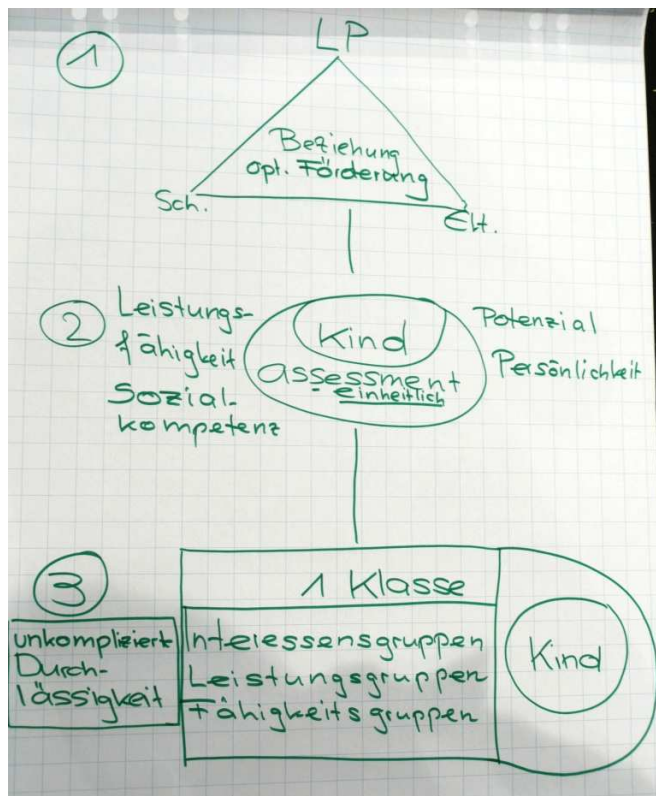 1
LP
Beziehung
opt. Förderung
Sch.
Elt.
2
Leistungs-
fähigkeit
Sozial-
kompetenz
Kind
assessment
- einheitlich
Potenzial
Persönlichkeit
3
unkompliziert
Durch-
lässigkeit
1 Klasse
Interessensgruppen
Leistungsgruppen
Fähigkeitsgruppen
Kind